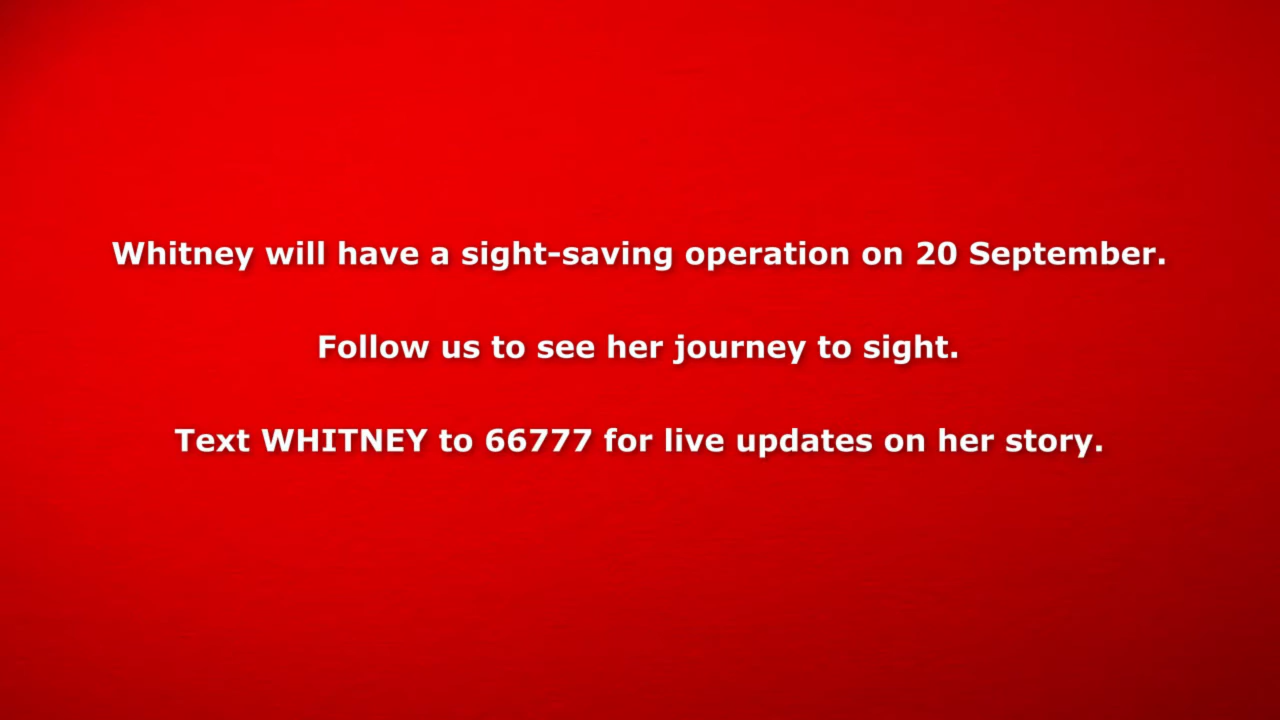 Whitney will have a sight-saving operation on 20 September.
Follow us to see her journey to sight.
Text WHITNEY to 66777 for live updates on her story.